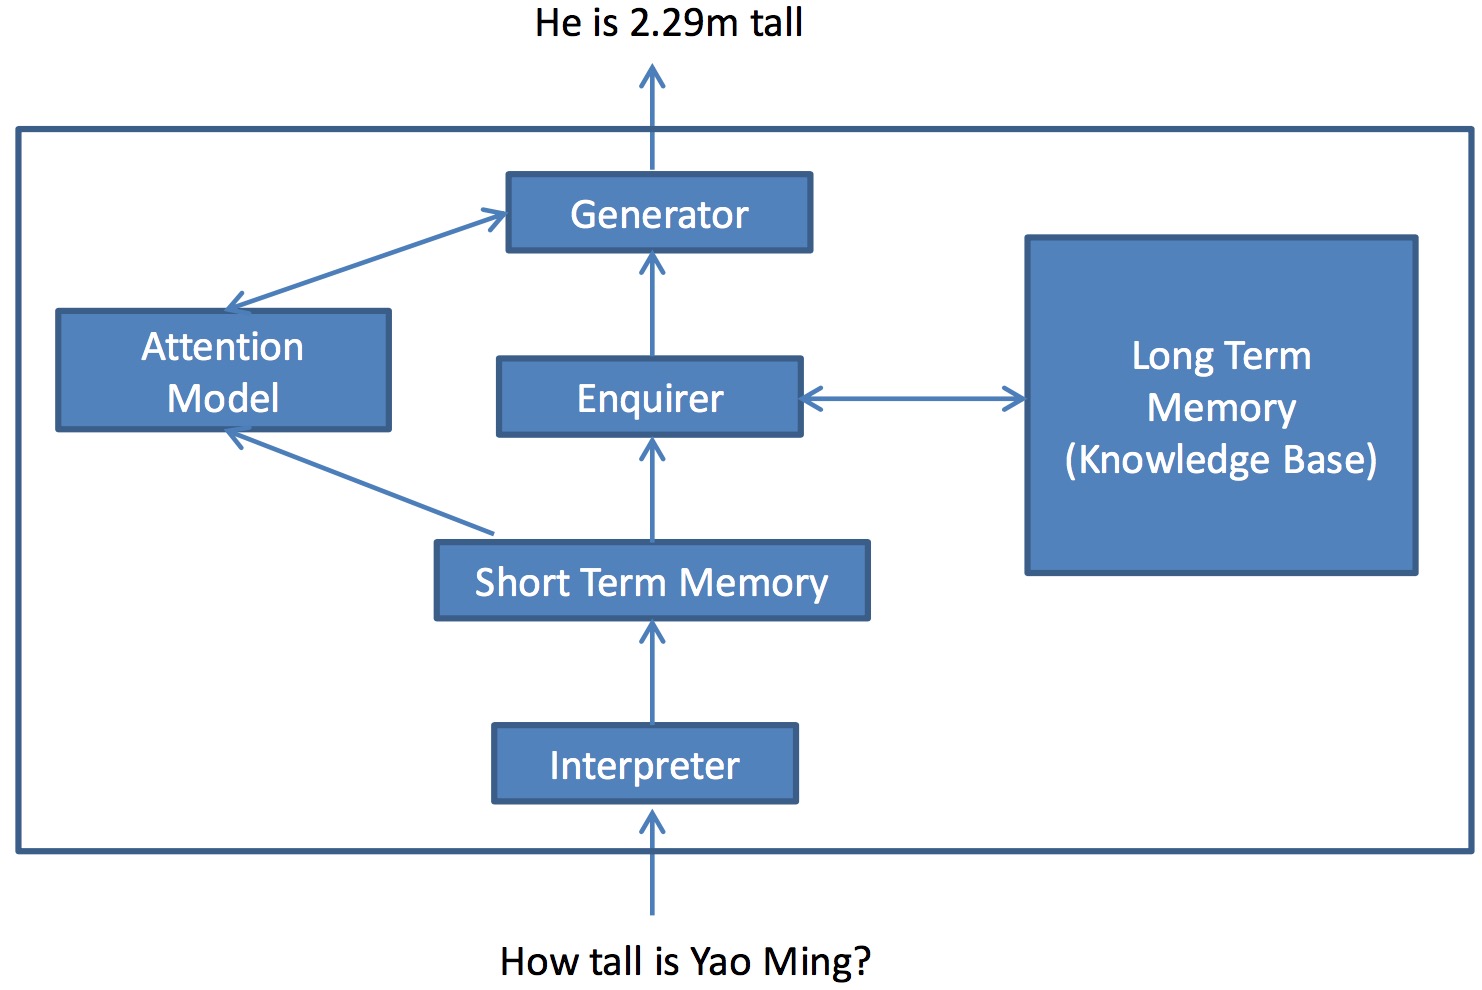 He is 2.29m tall
Generator
Attention
Model
Enquirer
Long Term
Memory
(Knowledge Base)
Short Term Memory
Interpreter
How tall is Yao Ming?